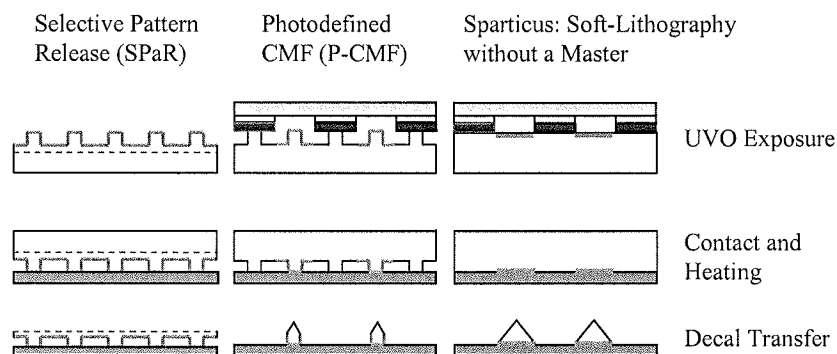 Selective Pattern
Release (SPaR)
Photodefined
CMF (P-CMF)
Sparticus: Soft-Lithography
without a Master
UVO Exposure
Contact and
Heating
Decal Transfer